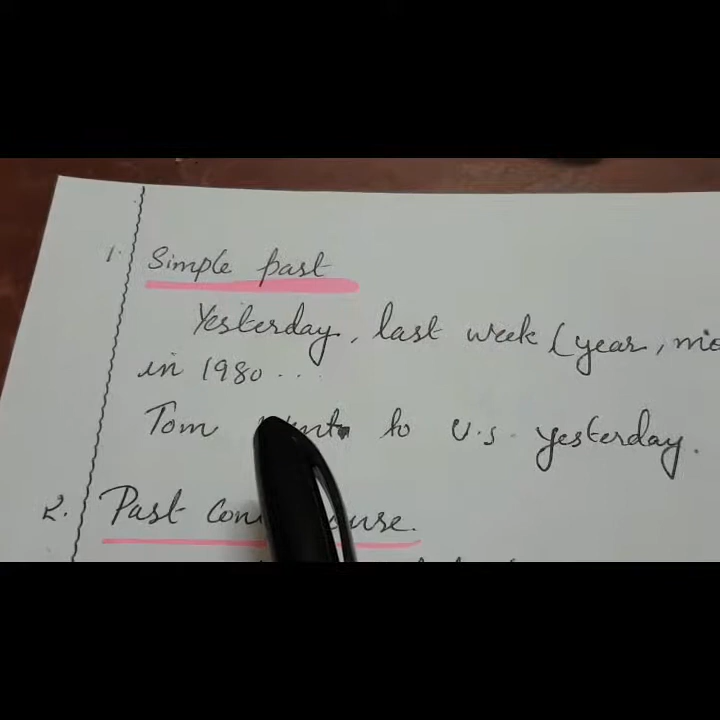 1. Simple past
Yesterday, last week (year,
in 1980 ...
Tom to U.S. yesterday.
2. Past